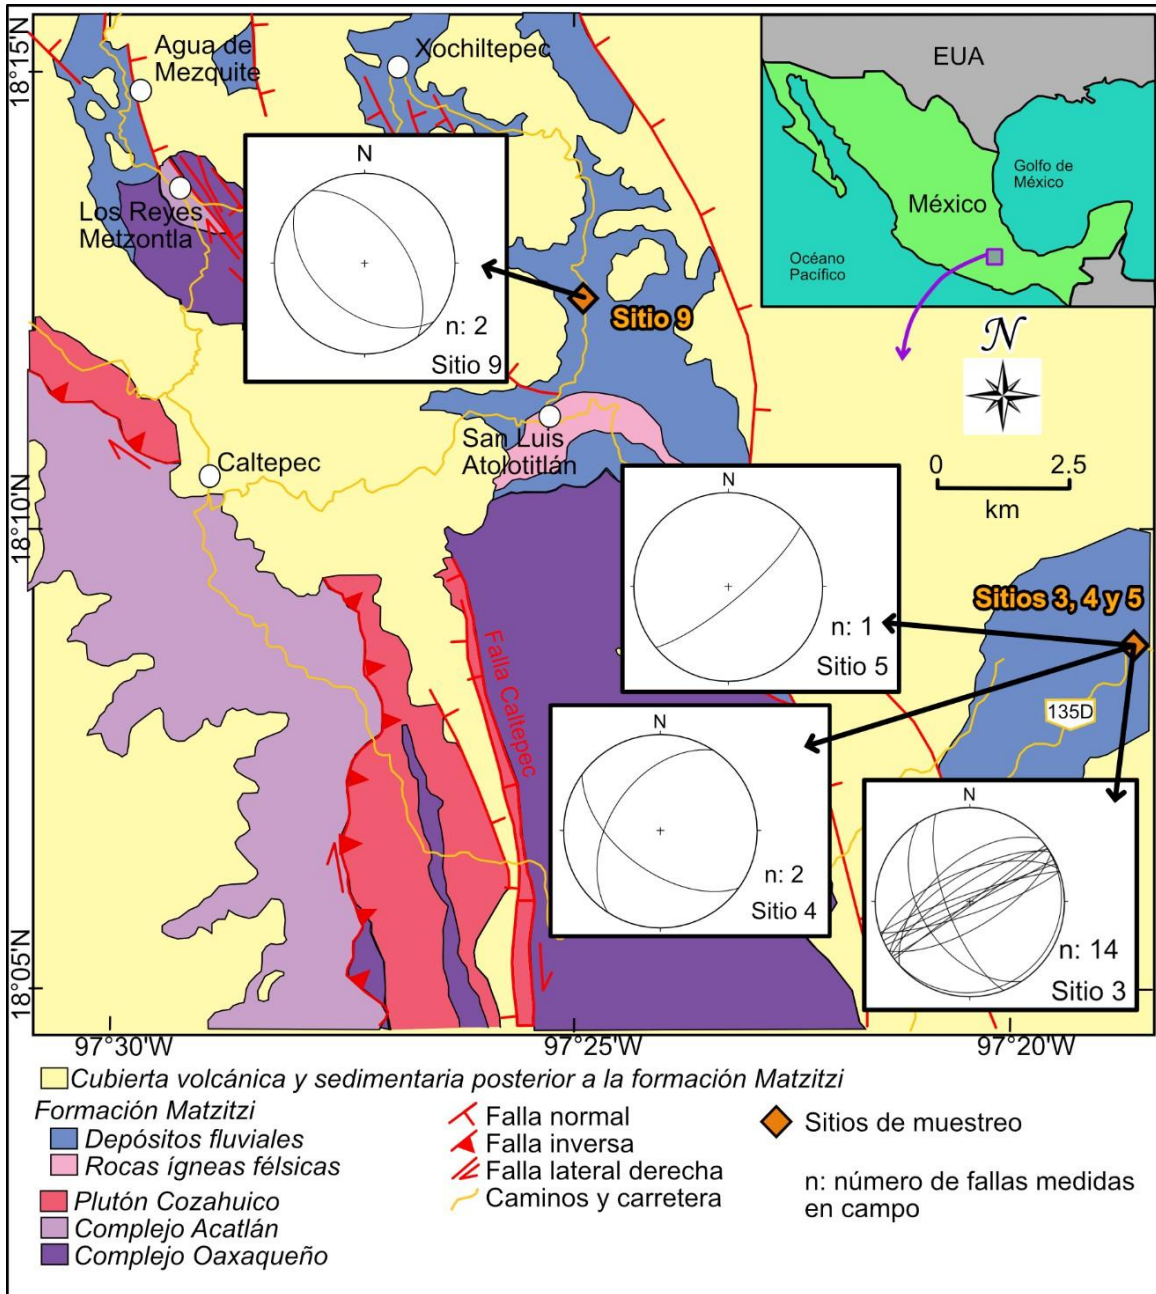 Agua de
Mezquite
Xochiltepec
18°15'N
EUA
Golfo de
México
México
Océano
Pacífico
Los Reyes
Metzontla
N
n: 2
Sitio 9
Sitio 9
N
0
2.5
km
San Luis
Atolotitlán
Caltepec
18°10'N
N
n: 1
Sitio 5
Sitios 3, 4 y 5
135D
Falla Caltepec
N
n: 2
Sitio 4
N
n: 14
Sitio 3
18°05'N
97°30'W
97°25'W
97°20'W
Cubierta volcánica y sedimentaria posterior a la formación Matzitzi
Formación Matzitzi
Depósitos fluviales
Rocas ígneas félsicas
Plutón Cozahuico
Complejo Acatlán
Complejo Oaxaqueño
Falla normal
Falla inversa
Falla lateral derecha
Caminos y carretera
Sitios de muestreo
n: número de fallas medidas
en campo